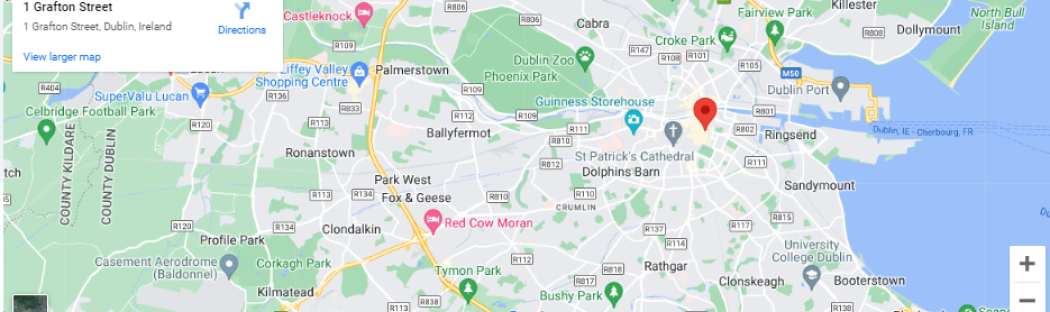 1 Grafton Street
1 Grafton Street, Dublin, Ireland
Directions
View larger map
Castleknock
R806
R806
Cabra
Fairview Park
Killester
North Bull
Island
R808
Dollymount
R109
R147
Croke Park
R108
R101
R105
Liffey Valley
Shopping Centre
Palmerstown
Dublin Zoo
Phoenix Park
M50
Dublin Port
SuperValu Lucan
R136
R833
R109
Guinness Storehouse
Celbridge Football Park
R120
R113
R112
R109
R111
R801
R802
Ringsend
Dublin, IE - Cherbourg, FR
Ballyfermot
R810
COUNTY KILDARE
COUNTY DUBLIN
Ronanstown
R812
St Patrick's Cathedral
R111
Dolphins Barn
Park West
Sandymount
R113
R134
Fox & Geese
R810
R110
CRUMLIN
R120
R134
Clondalkin
Red Cow Moran
R137
R117
R815
Profile Park
R114
University
College Dublin
Casement Aerodrome
(Baldonnel)
Corkagh Park
R112
Tymon Park
R818
Rathgar
Clonskeagh
Booterstown
Kilmatead
R113
R838
Bushy Park
R112
R138